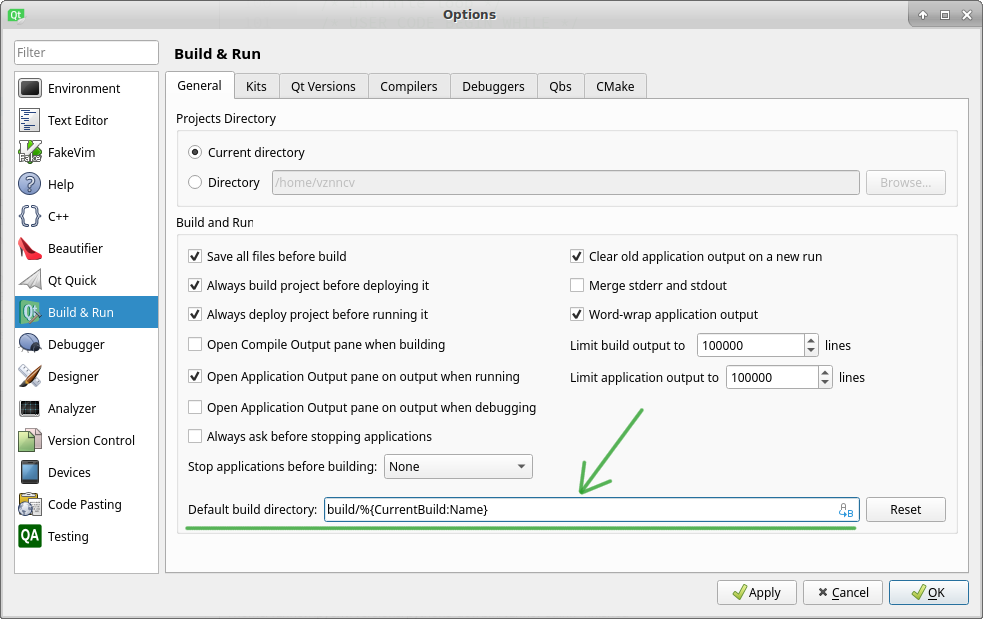 Options
Filter
Build & Run
General Kits Qt Versions Compilers Debuggers Qbs CMake
Environment
Text Editor
FakeVim
Help
C++
Beautifier
Qt Quick
Build & Run
Debugger
Designer
Analyzer
Version Control
Devices
Code Pasting
QA Testing
Projects Directory
Current directory
Directory /home/vznncv Browse...
Build and Run
Save all files before build
Always build project before deploying it
Always deploy project before running it
Open Compile Output pane when building
Open Application Output pane on output when running
Open Application Output pane on output when debugging
Always ask before stopping applications
Stop applications before building: None
Clear old application output on a new run
Merge stderr and stdout
Word-wrap application output
Limit build output to 100000 lines
Limit application output to 100000 lines
Default build directory: build/%{CurrentBuild:Name} Reset
Apply Cancel OK